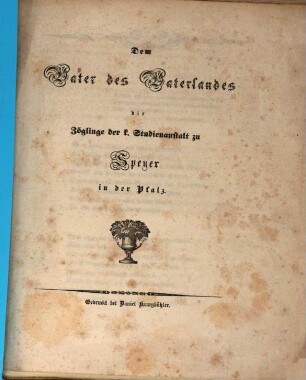 Dem
Vater des Vaterlandes
die
Zöglinge der k. Studienanstalt zu
Speyer
in der Pfalz.
Gedruckt bei Daniel Kranzbühler.